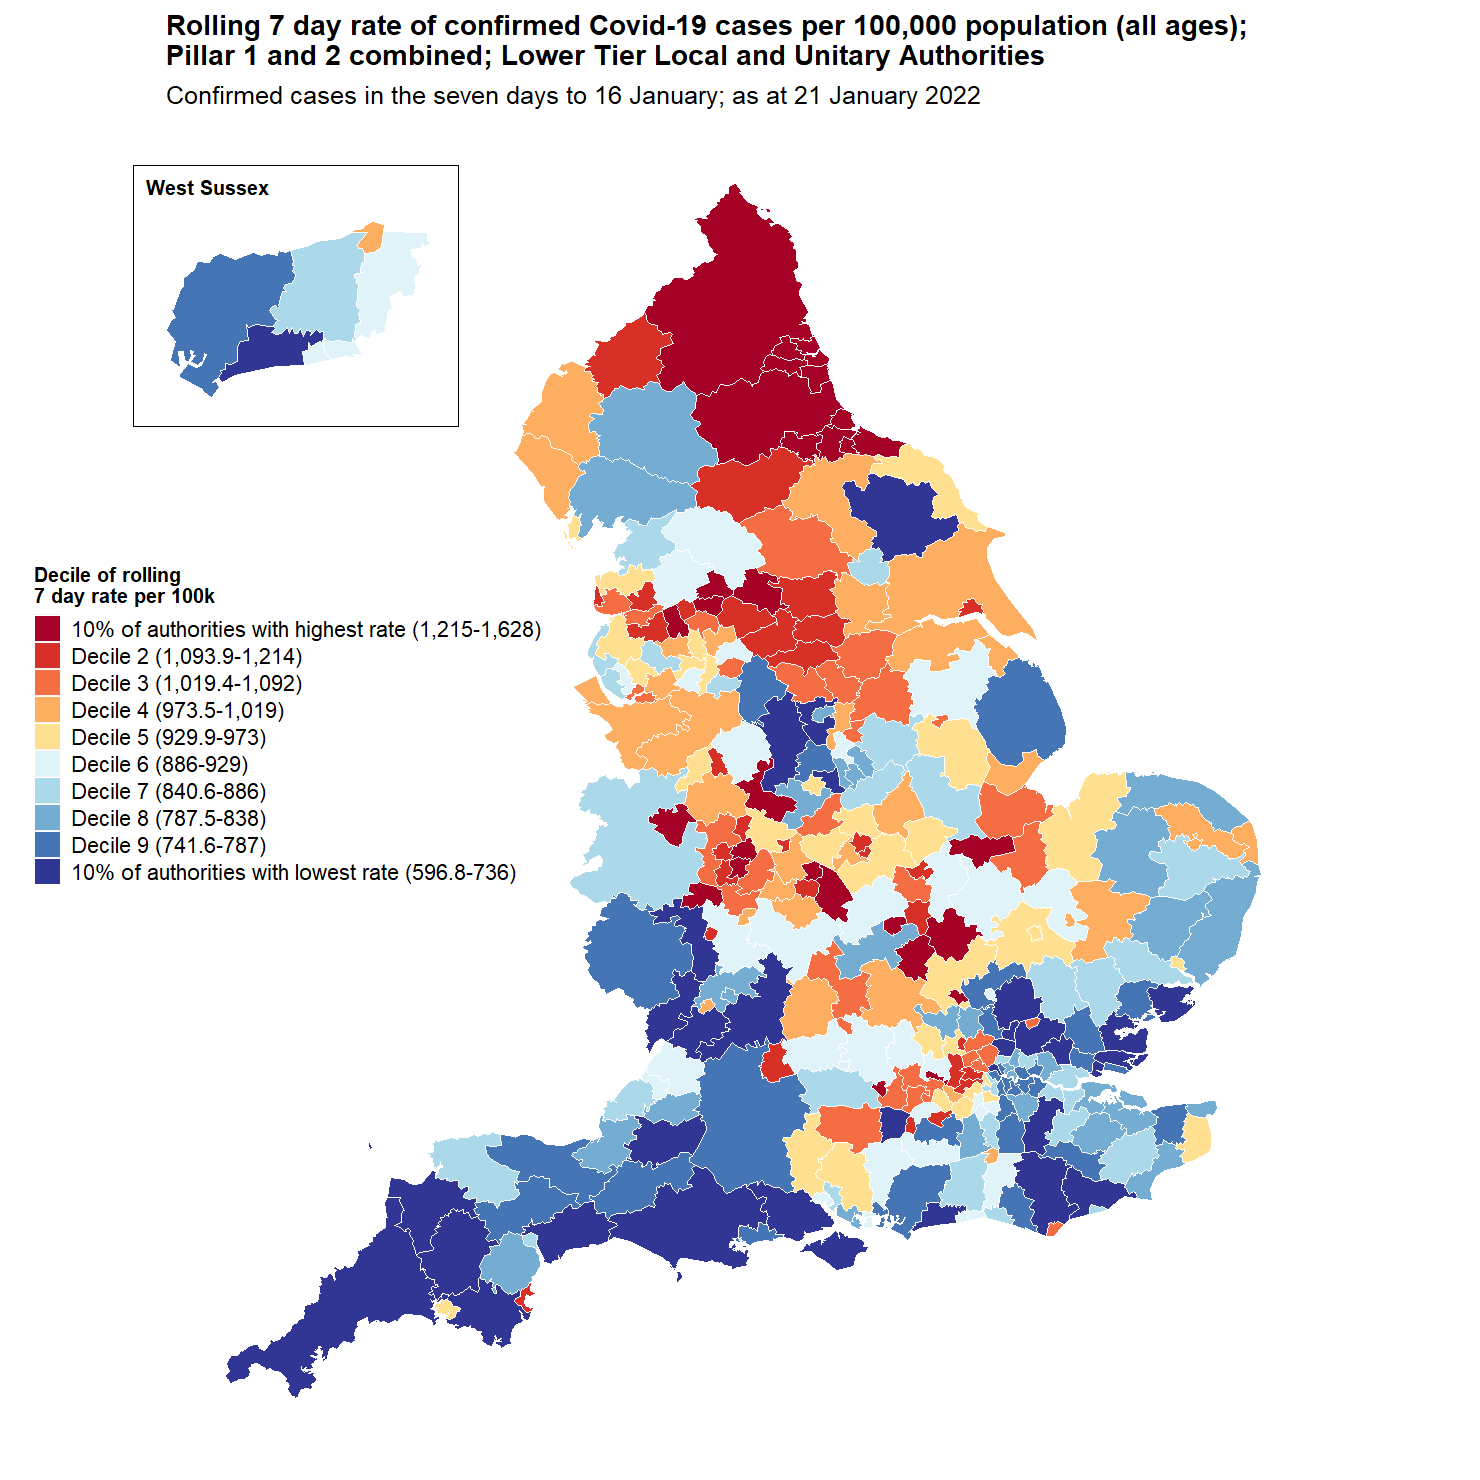 Rolling 7 day rate of confirmed Covid-19 cases per 100,000 population (all ages);
Pillar 1 and 2 combined; Lower Tier Local and Unitary Authorities
Confirmed cases in the seven days to 16 January; as at 21 January 2022
West Sussex
Decile of rolling
7 day rate per 100k
10% of authorities with highest rate (1,215-1,628)
Decile 2 (1,093.9-1,214)
Decile 3 (1,019.4-1,092)
Decile 4 (973.5-1,019)
Decile 5 (929.9-973)
Decile 6 (886-929)
Decile 7 (840.6-886)
Decile 8 (787.5-838)
Decile 9 (741.6-787)
10% of authorities with lowest rate (596.8-736)